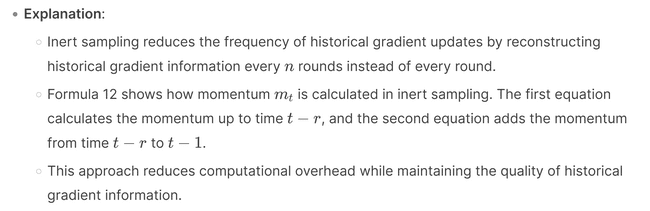 • Explanation:
◦ Inert sampling reduces the frequency of historical gradient updates by reconstructing
historical gradient information every n rounds instead of every round.
◦ Formula 12 shows how momentum mₜ is calculated in inert sampling. The first equation
calculates the momentum up to time t − r, and the second equation adds the momentum
from time t − r to t − 1.
◦ This approach reduces computational overhead while maintaining the quality of historical
gradient information.